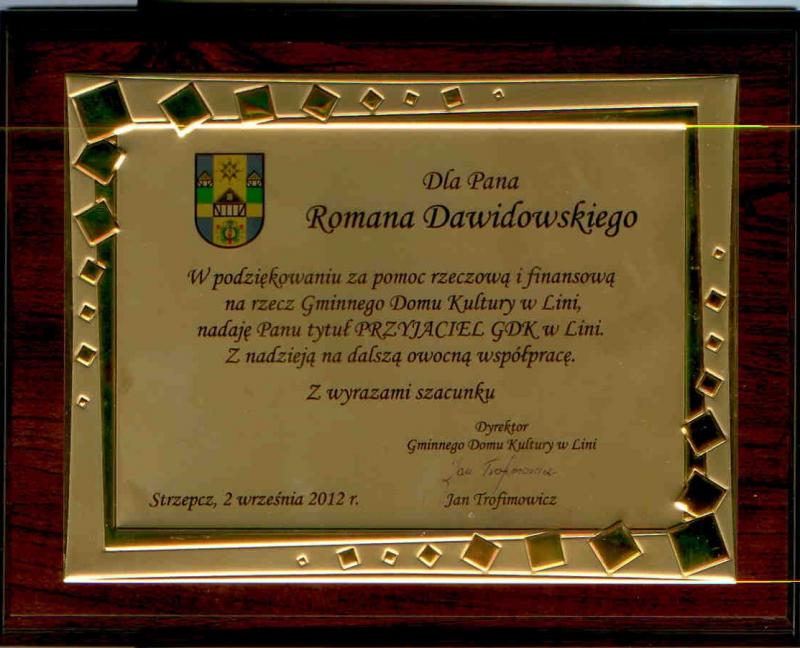 Dla Pana
Romana Dawidowskiego
W podziękowaniu za pomoc rzeczową i finansową
na rzecz Gminnego Domu Kultury w Lini,
nadaję Panu tytuł PRZYJACIEL GDK w Lini.
Z nadzieją na dalszą owocną współpracę.
Z wyrazami szacunku
Dyrektor
Gminnego Domu Kultury w Lini
Jan Trofimowicz
Strzepcz, 2 września 2012 r.
Jan Trofimowicz